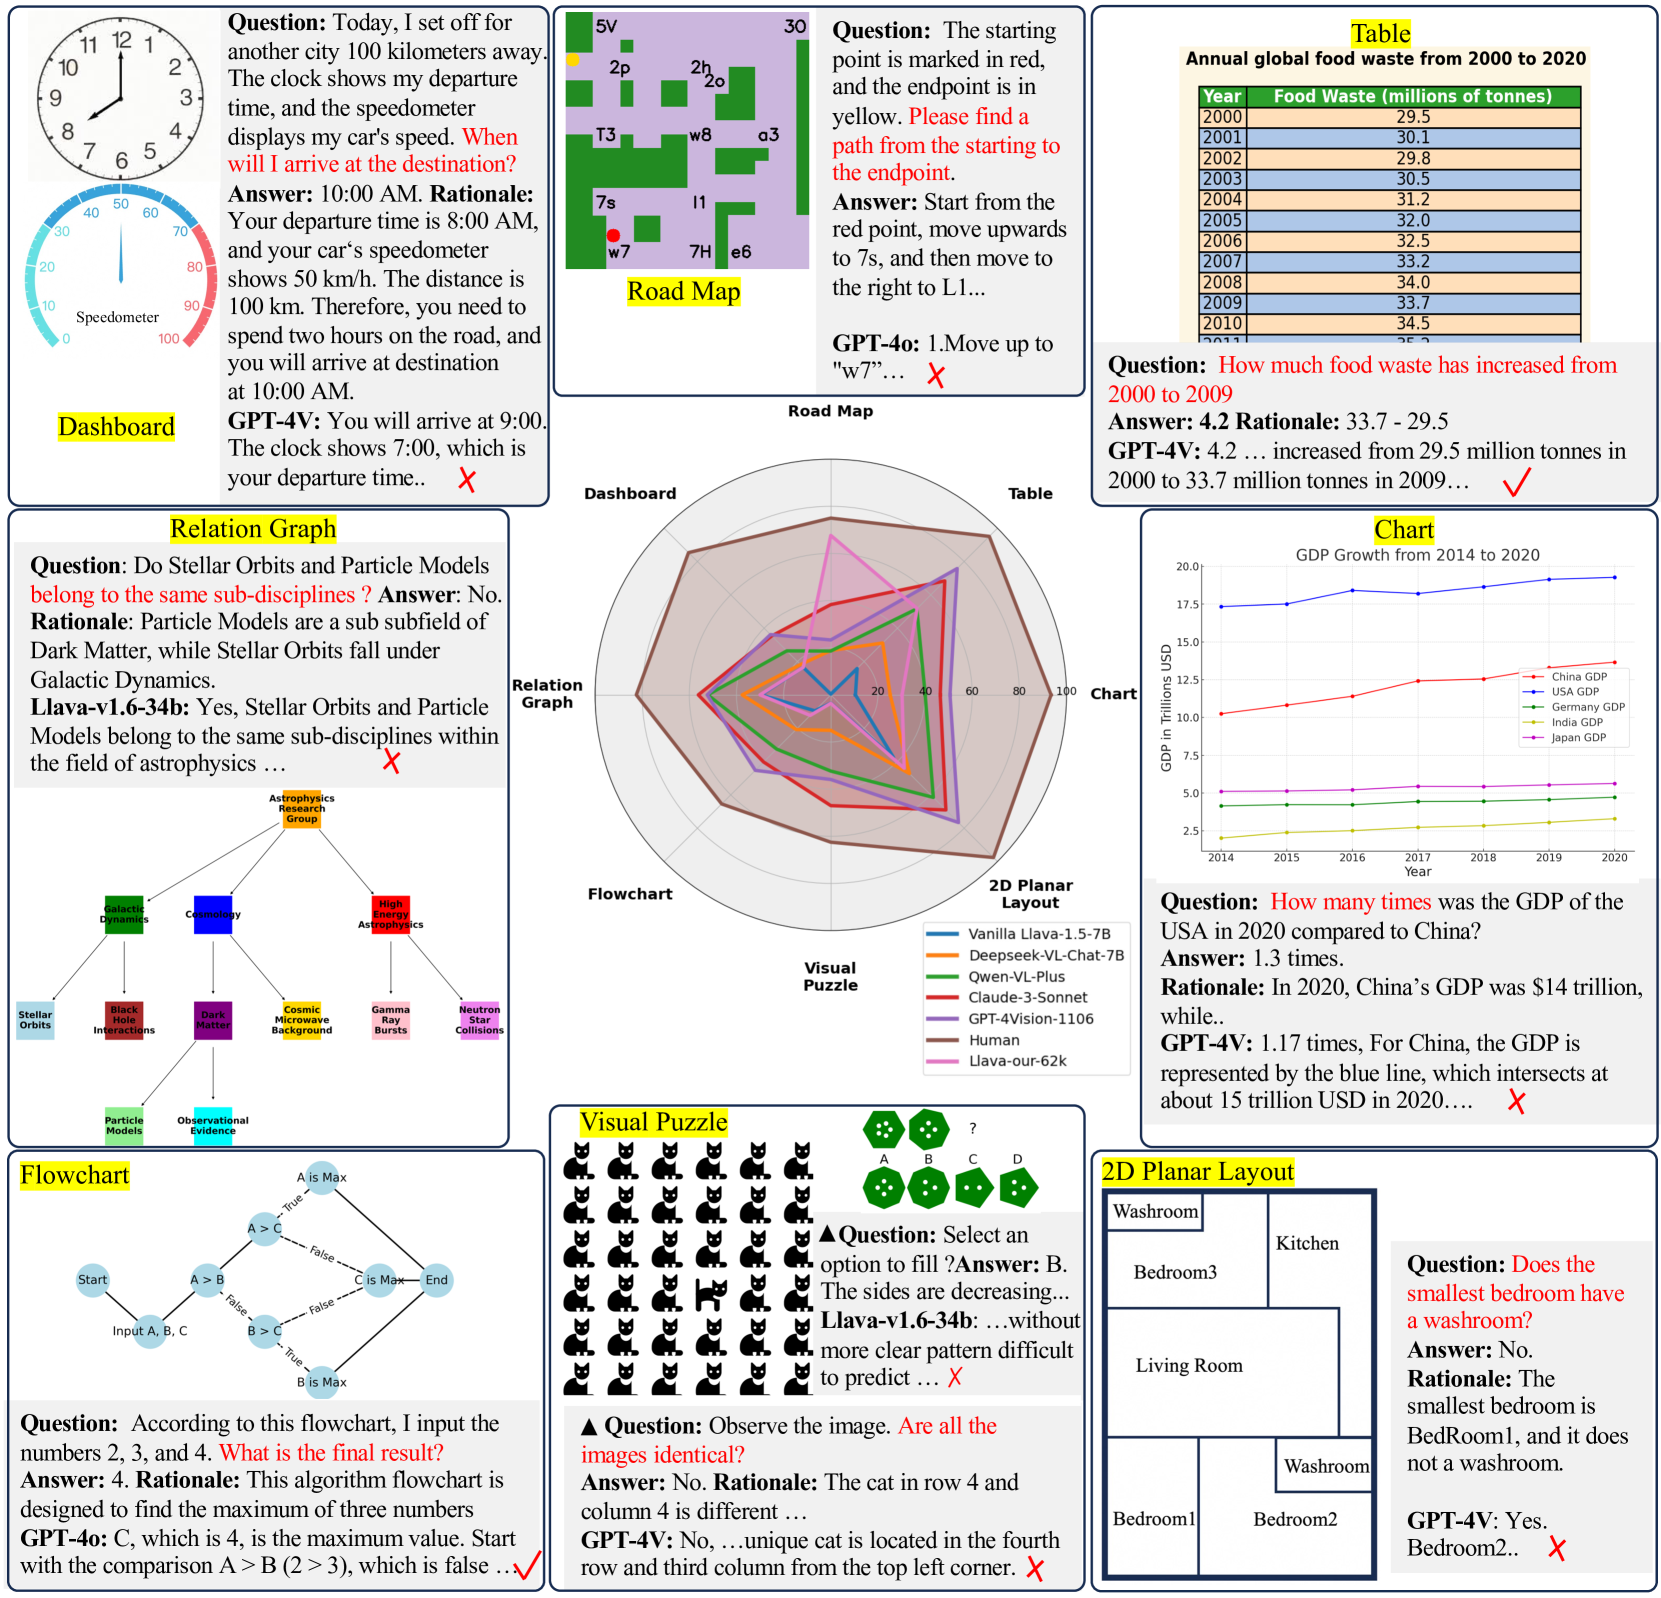 12
1
2
3
4
5
6
7
8
9
10
11
0
10
20
30
40
50
60
70
80
90
100
Speedometer
Dashboard
Question: Today, I set off for
another city 100 kilometers away.
The clock shows my departure
time, and the speedometer
displays my car's speed. When
will I arrive at the destination?
Answer: 10:00 AM. Rationale:
Your departure time is 8:00 AM,
and your car‘s speedometer
shows 50 km/h. The distance is
100 km. Therefore, you need to
spend two hours on the road, and
you will arrive at destination
at 10:00 AM.
GPT-4V: You will arrive at 9:00.
The clock shows 7:00, which is
your departure time..
5V
30
2p
2h
2o
T3
w8
a3
7s
l1
w7
7H
e6
Road Map
Question: The starting
point is marked in red,
and the endpoint is in
yellow. Please find a
path from the starting to
the endpoint.
Answer: Start from the
red point, move upwards
to 7s, and then move to
the right to L1...
GPT-4o: 1.Move up to
"w7”…
Table
Annual global food waste from 2000 to 2020
Year Food Waste (millions of tonnes)
2000 29.5
2001 30.1
2002 29.8
2003 30.5
2004 31.2
2005 32.0
2006 32.5
2007 33.2
2008 34.0
2009 33.7
2010 34.5
Question: How much food waste has increased from
2000 to 2009
Answer: 4.2 Rationale: 33.7 - 29.5
GPT-4V: 4.2 … increased from 29.5 million tonnes in
2000 to 33.7 million tonnes in 2009…
Relation Graph
Question: Do Stellar Orbits and Particle Models
belong to the same sub-disciplines ? Answer: No.
Rationale: Particle Models are a sub subfield of
Dark Matter, while Stellar Orbits fall under
Galactic Dynamics.
Llava-v1.6-34b: Yes, Stellar Orbits and Particle
Models belong to the same sub-disciplines within
the field of astrophysics …
Astrophysics
Research
Group
Galactic
Dynamics
Cosmology
High
Energy
Astrophysics
Stellar
Orbits
Black
Hole
Interactions
Dark
Matter
Cosmic
Microwave
Background
Gamma
Ray
Bursts
Neutron
Star
Collisions
Particle
Models
Observational
Evidence
Road Map
Dashboard
Table
Relation
Graph
20
40
60
80
100
Chart
Flowchart
2D Planar
Layout
Visual
Puzzle
Vanilla Llava-1.5-7B
Deepseek-VL-Chat-7B
Qwen-VL-Plus
Claude-3-Sonnet
GPT-4Vision-1106
Human
Llava-our-62k
Chart
GDP Growth from 2014 to 2020
GDP in Trillions USD
20.0
17.5
15.0
12.5
10.0
7.5
5.0
2.5
China GDP
USA GDP
Germany GDP
India GDP
Japan GDP
2014 2015 2016 2017 2018 2019 2020
Year
Question: How many times was the GDP of the
USA in 2020 compared to China?
Answer: 1.3 times.
Rationale: In 2020, China’s GDP was $14 trillion,
while..
GPT-4V: 1.17 times, For China, the GDP is
represented by the blue line, which intersects at
about 15 trillion USD in 2020….
Flowchart
Start
Input A, B, C
A > B
A > C
B > C
A is Max
C is Max
B is Max
End
True
False
False
False
True
Question: According to this flowchart, I input the
numbers 2, 3, and 4. What is the final result?
Answer: 4. Rationale: This algorithm flowchart is
designed to find the maximum of three numbers
GPT-4o: C, which is 4, is the maximum value. Start
with the comparison A > B (2 > 3), which is false …
Visual Puzzle
?
A B C D
▲Question: Select an
option to fill ?Answer: B.
The sides are decreasing...
Llava-v1.6-34b: …without
more clear pattern difficult
to predict …
▲ Question: Observe the image. Are all the
images identical?
Answer: No. Rationale: The cat in row 4 and
column 4 is different …
GPT-4V: No, …unique cat is located in the fourth
row and third column from the top left corner.
2D Planar Layout
Washroom
Kitchen
Bedroom3
Living Room
Washroom
Bedroom1
Bedroom2
Question: Does the
smallest bedroom have
a washroom?
Answer: No.
Rationale: The
smallest bedroom is
BedRoom1, and it does
not a washroom.
GPT-4V: Yes.
Bedroom2..